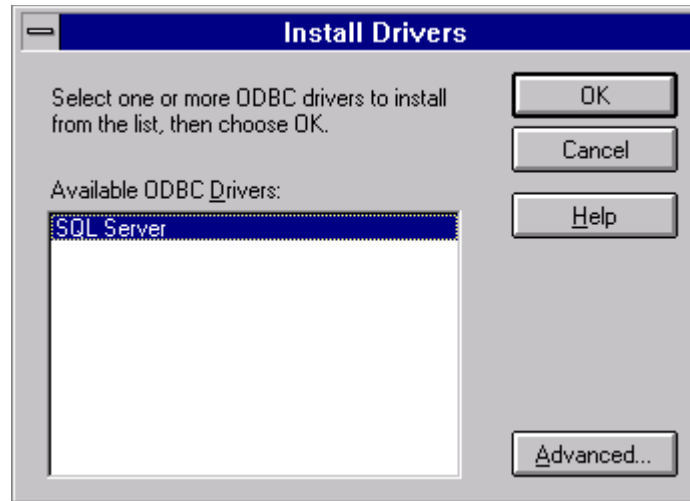 Install Drivers
Select one or more ODBC drivers to install
from the list, then choose OK.
Available ODBC Drivers:
SQL Server
OK
Cancel
Help
Advanced...